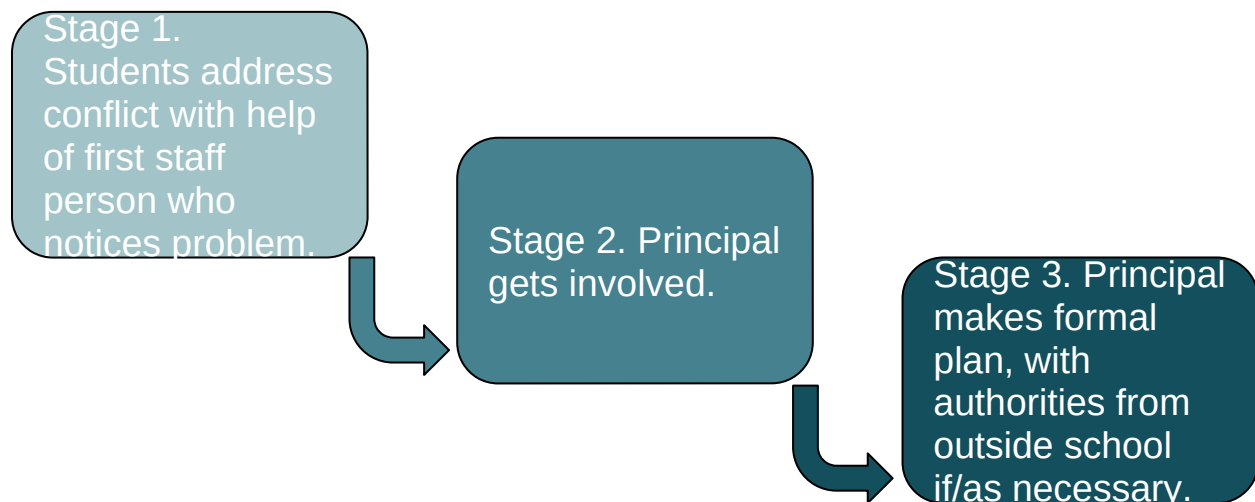 Stage 1.
Students address
conflict with help
of first staff
person who
notices problem.
Stage 2. Principal
gets involved.
Stage 3. Principal
makes formal
plan, with
authorities from
outside school
if/as necessary.